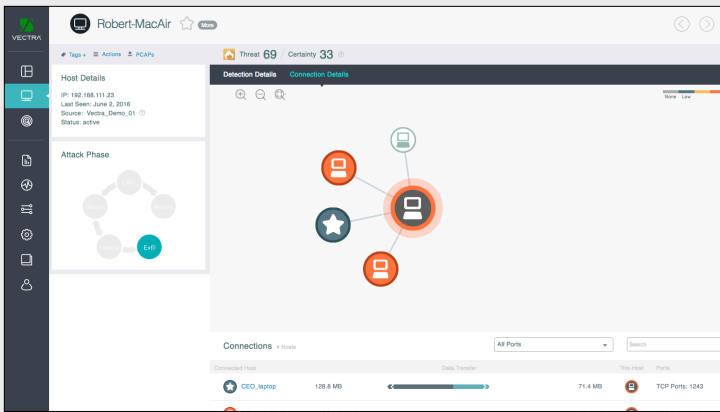 VECTRA
Robert-MacAir
More
Tags +
Actions
PCAPs
Threat 69 / Certainty 33
Host Details
IP: 192.168.111.23
Last Seen: June 2, 2016
Source: Vectra_Demo_01
Status: active
Detection Details
Connection Details
None
Low
Attack Phase
Exfil
Connections
4 Hosts
All Ports
Search
Connected Host
Data Transfer
This Host
Ports
CEO_laptop
128.8 MB
71.4 MB
TCP Ports: 1243